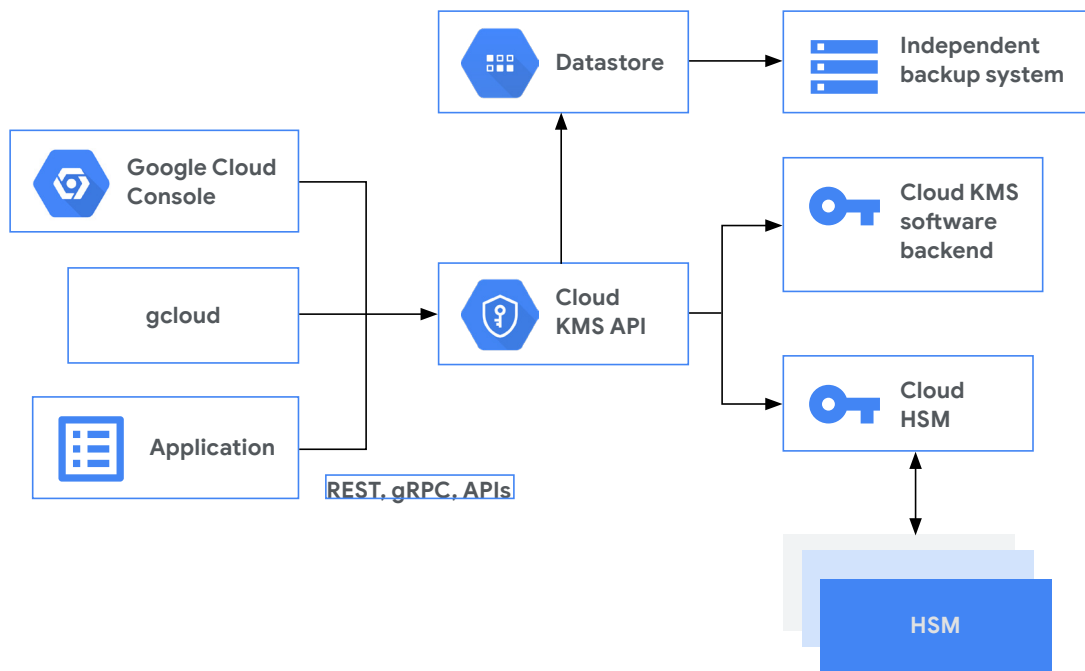 Datastore
Independent
backup system
Google Cloud
Console
Cloud KMS
software
backend
gcloud
Cloud
KMS API
Cloud
HSM
Application
REST, gRPC, APIs
HSM